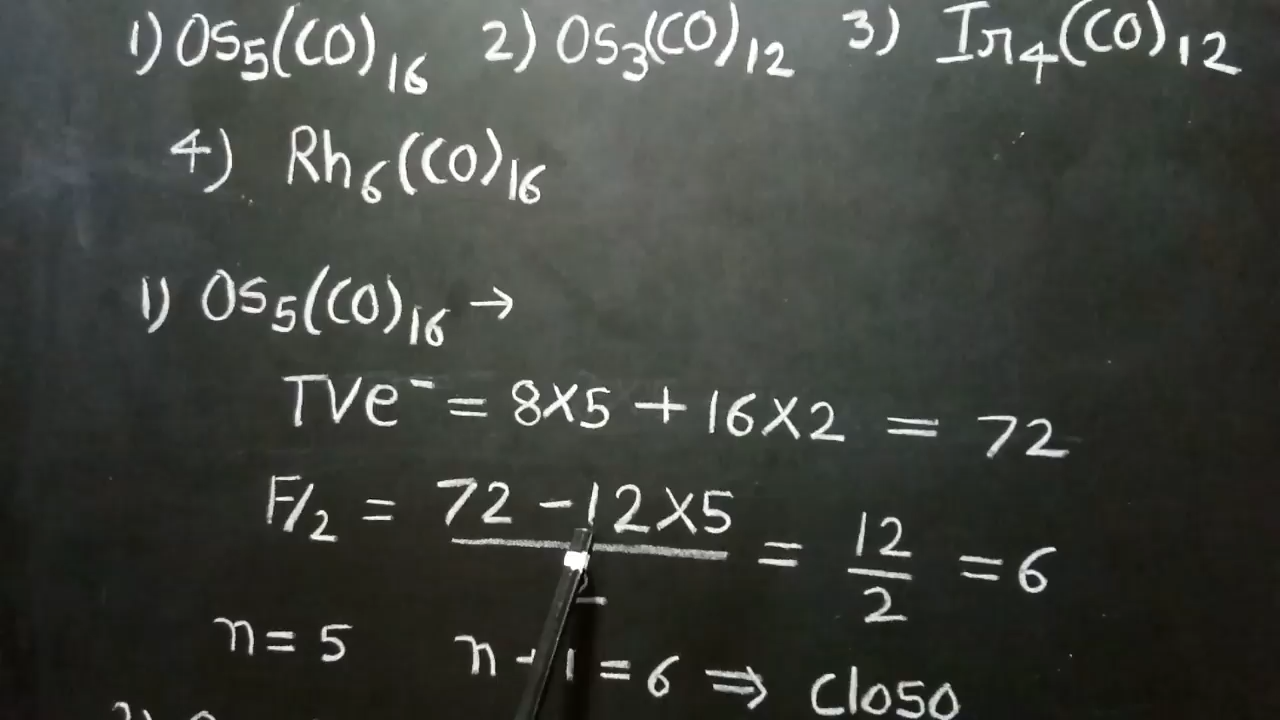 1) Os5(CO)16 2) Os3(CO)12 3) Ir4(CO)12
4) Rh6(CO)16
1) Os5(CO)16 →
TVe⁻ = 8×5 + 16×2 = 72
F/2 = 72 - 12×5 = 12/2 = 6
n = 5 n + 1 = 6 ⇒ Closo